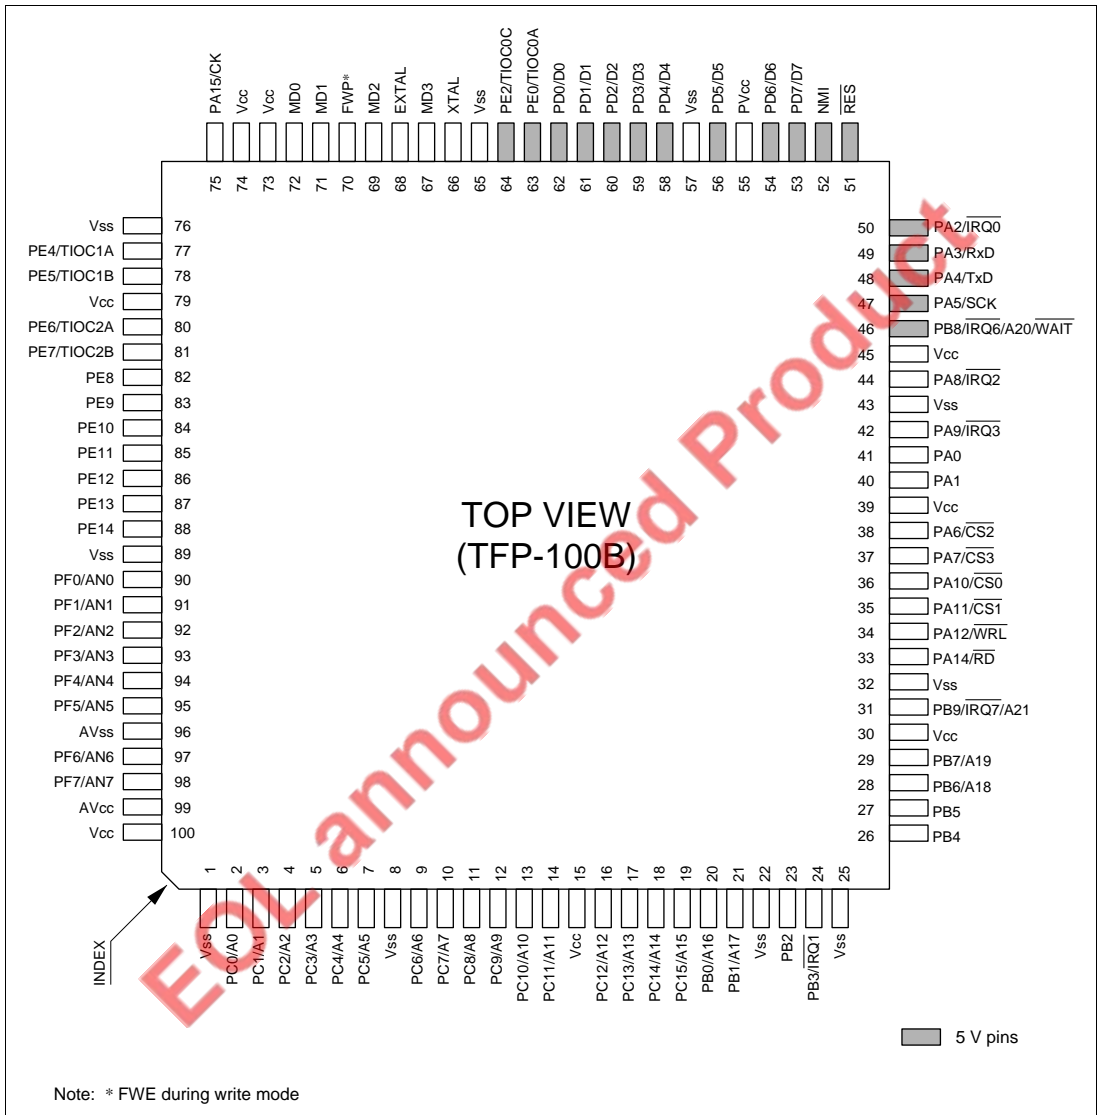 PA15/CK
Vcc
Vcc
MD0
MD1
FWP*
MD2
EXTAL
MD3
XTAL
Vss
PE2/TIOC0C
PE0/TIOC0A
PD0/D0
PD1/D1
PD2/D2
PD3/D3
PD4/D4
Vss
PD5/D5
PVcc
PD6/D6
PD7/D7
NMI
RES
75
74
73
72
71
70
69
68
67
66
65
64
63
62
61
60
59
58
57
56
55
54
53
52
51
Vss 76
PE4/TIOC1A 77
PE5/TIOC1B 78
Vcc 79
PE6/TIOC2A 80
PE7/TIOC2B 81
PE8 82
PE9 83
PE10 84
PE11 85
PE12 86
PE13 87
PE14 88
Vss 89
PF0/AN0 90
PF1/AN1 91
PF2/AN2 92
PF3/AN3 93
PF4/AN4 94
PF5/AN5 95
AVss 96
PF6/AN6 97
PF7/AN7 98
AVcc 99
Vcc 100
TOP VIEW
(TFP-100B)
50 PA2/IRQ0
49 PA3/RxD
48 PA4/TxD
47 PA5/SCK
46 PB8/IRQ6/A20/WAIT
45 Vcc
44 PA8/IRQ2
43 Vss
42 PA9/IRQ3
41 PA0
40 PA1
39 Vcc
38 PA6/CS2
37 PA7/CS3
36 PA10/CS0
35 PA11/CS1
34 PA12/WRL
33 PA14/RD
32 Vss
31 PB9/IRQ7/A21
30 Vcc
29 PB7/A19
28 PB6/A18
27 PB5
26 PB4
1
2
3
4
5
6
7
8
9
10
11
12
13
14
15
16
17
18
19
20
21
22
23
24
25
INDEX
Vss
PC0/A0
PC1/A1
PC2/A2
PC3/A3
PC4/A4
PC5/A5
Vss
PC6/A6
PC7/A7
PC8/A8
PC9/A9
PC10/A10
PC11/A11
Vcc
PC12/A12
PC13/A13
PC14/A14
PC15/A15
PB0/A16
PB1/A17
Vss
PB2
PB3/IRQ1
Vss
EOL announced Product
5 V pins
Note: * FWE during write mode